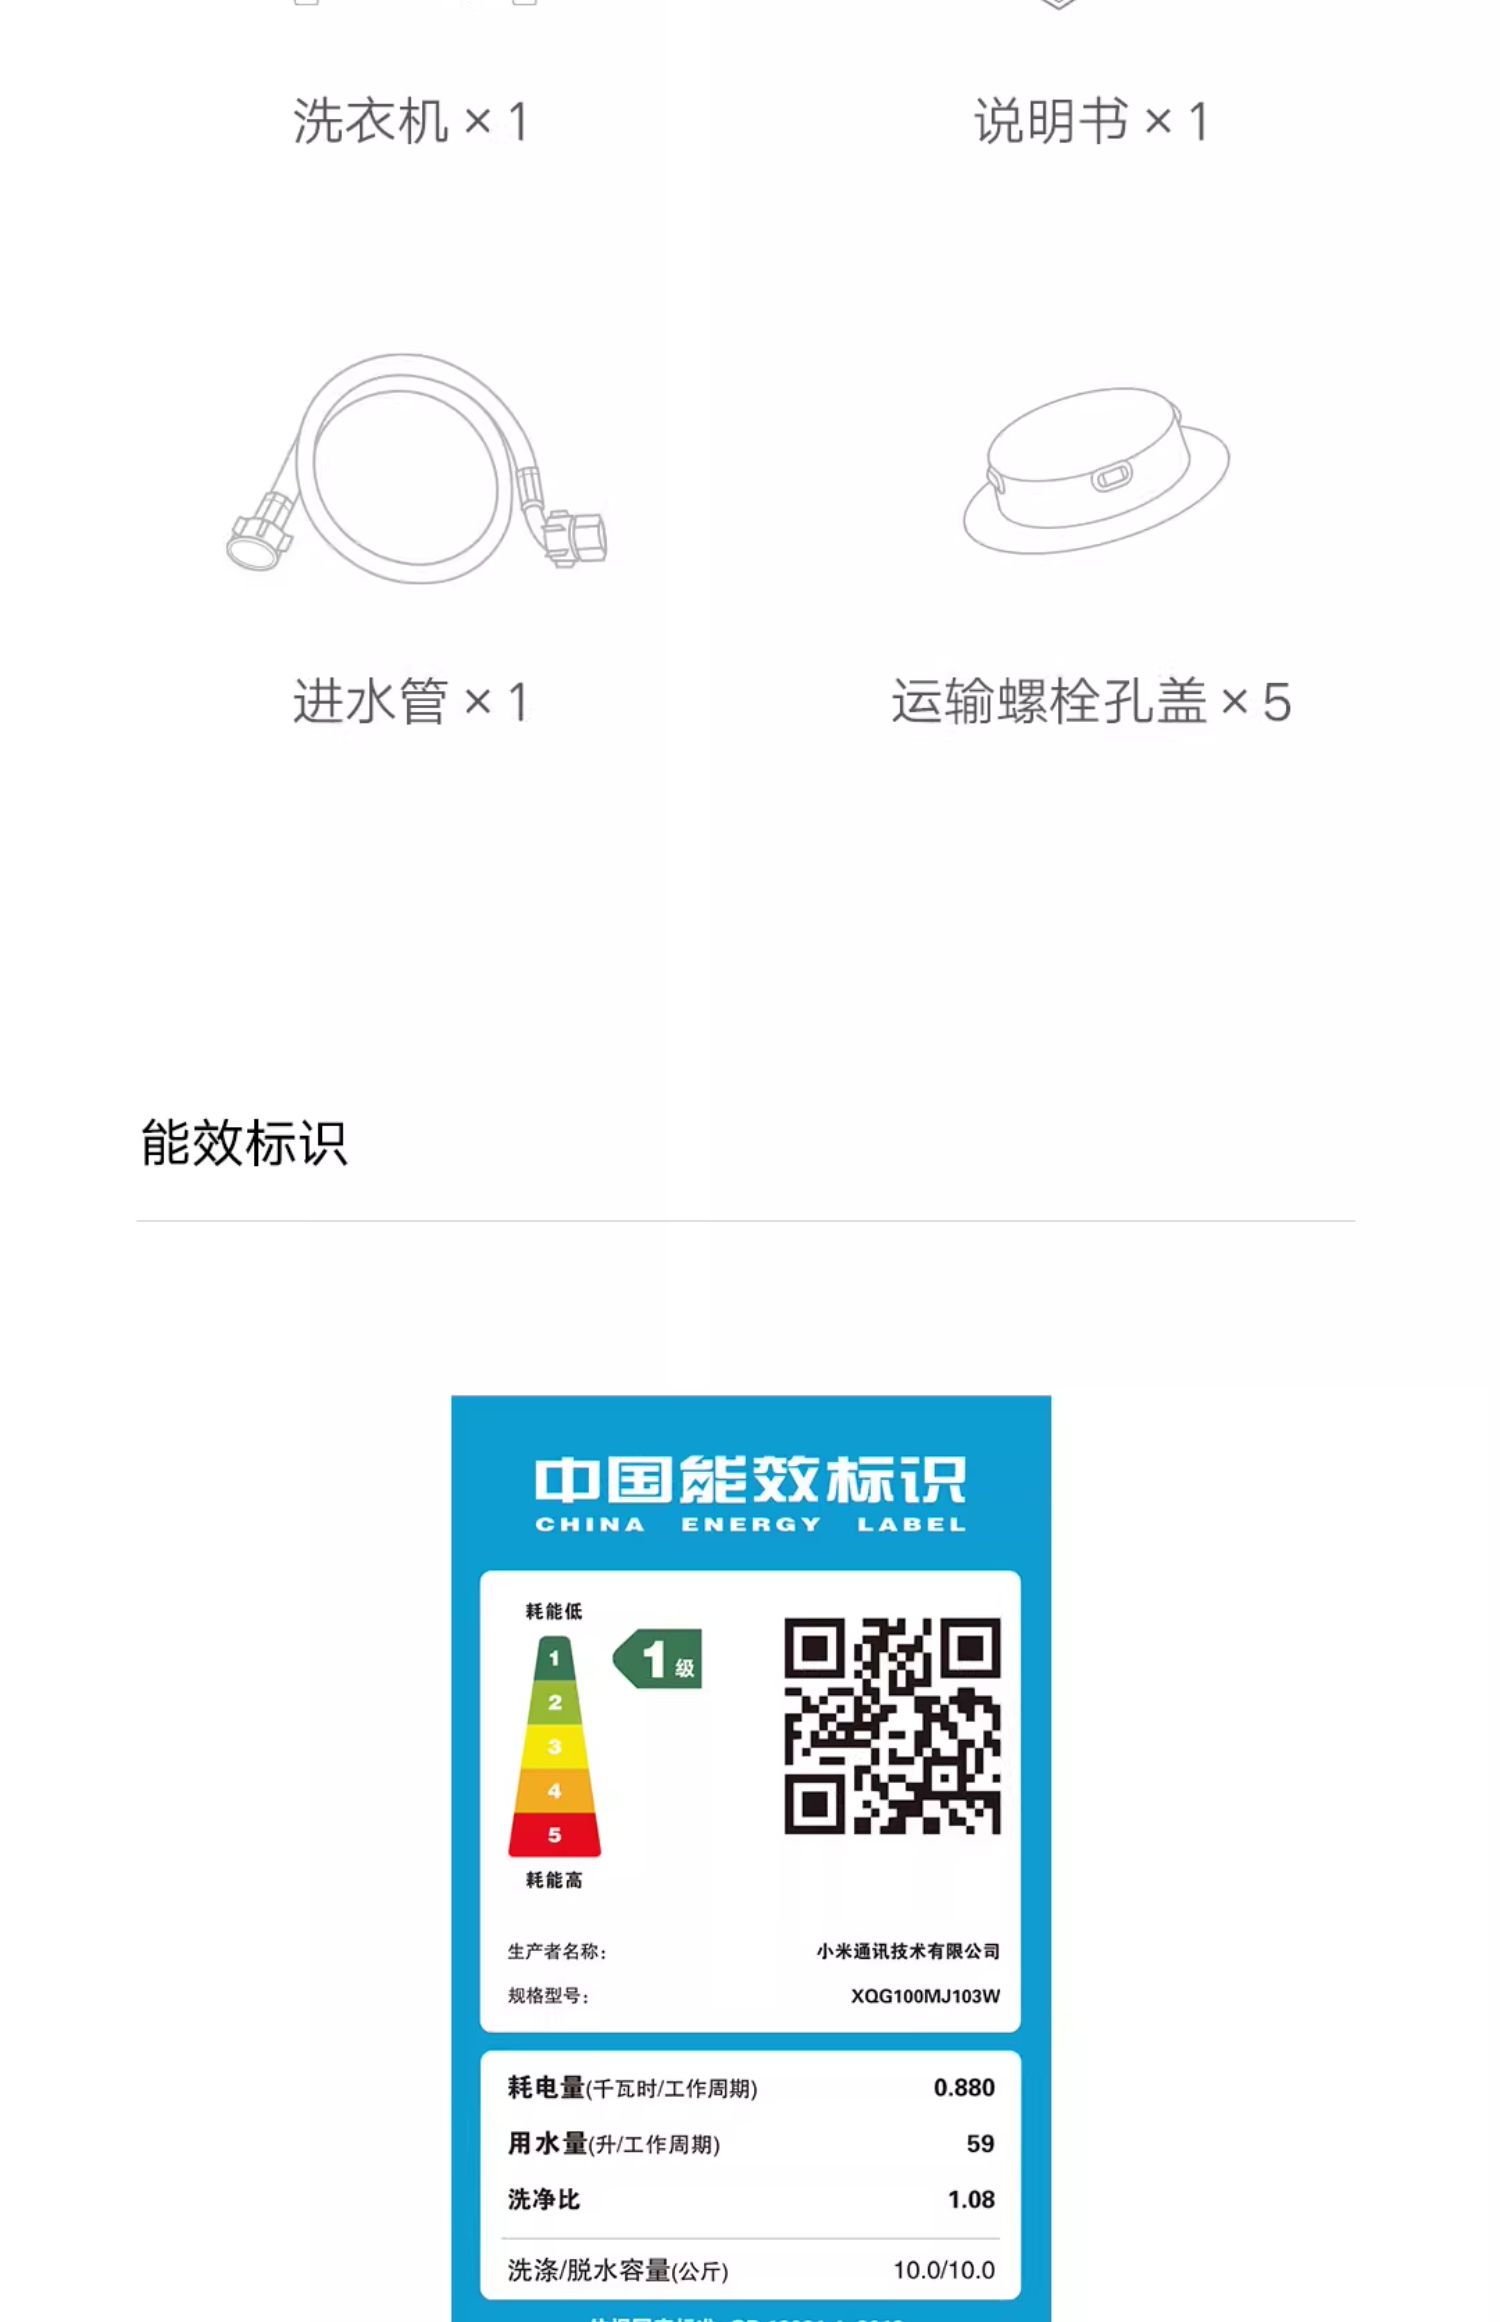 洗衣机 × 1
说明书 × 1
进水管 × 1
运输螺栓孔盖 × 5
能效标识
中国能效标识
CHINA ENERGY LABEL
耗能低
1
2
3
4
5
耗能高
1级
生产者名称： 小米通讯技术有限公司
规格型号： XQG100MJ103W
耗电量(千瓦时/工作周期) 0.880
用水量(升/工作周期) 59
洗净比 1.08
洗涤/脱水容量(公斤) 10.0/10.0